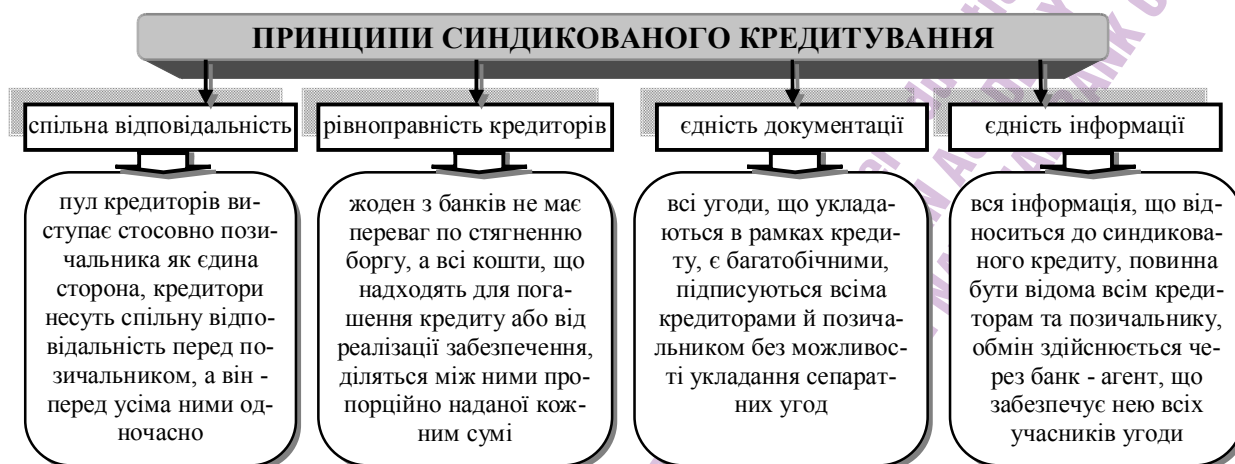 ПРИНЦИПИ СИНДИКОВАНОГО КРЕДИТУВАННЯ
спільна відповідальність
пул кредиторів ви-
ступає стосовно пози-
чальника як єдина
сторона, кредитори
несуть спільну відпо-
відальність перед по-
зичальником, а він -
перед усіма ними од-
ночасно
рівноправність кредиторів
жоден з банків не має
переваг по стягненню
боргу, а всі кошти, що
надходять для пога-
шення кредиту або від
реалізації забезпечення,
діляться між ними про-
порційно наданої кож-
ним сумі
єдність документації
всі угоди, що уклада-
ються в рамках креди-
ту, є багатобічними,
підписуються всіма
кредиторами й позича-
льником без можливос-
ті укладання сепарат-
них угод
єдність інформації
вся інформація, що від-
носиться до синдикова-
ного кредиту, повинна
бути відома всім креди-
торам та позичальнику,
обмін здійснюється че-
рез банк - агент, що
забезпечує нею всіх
учасників угоди